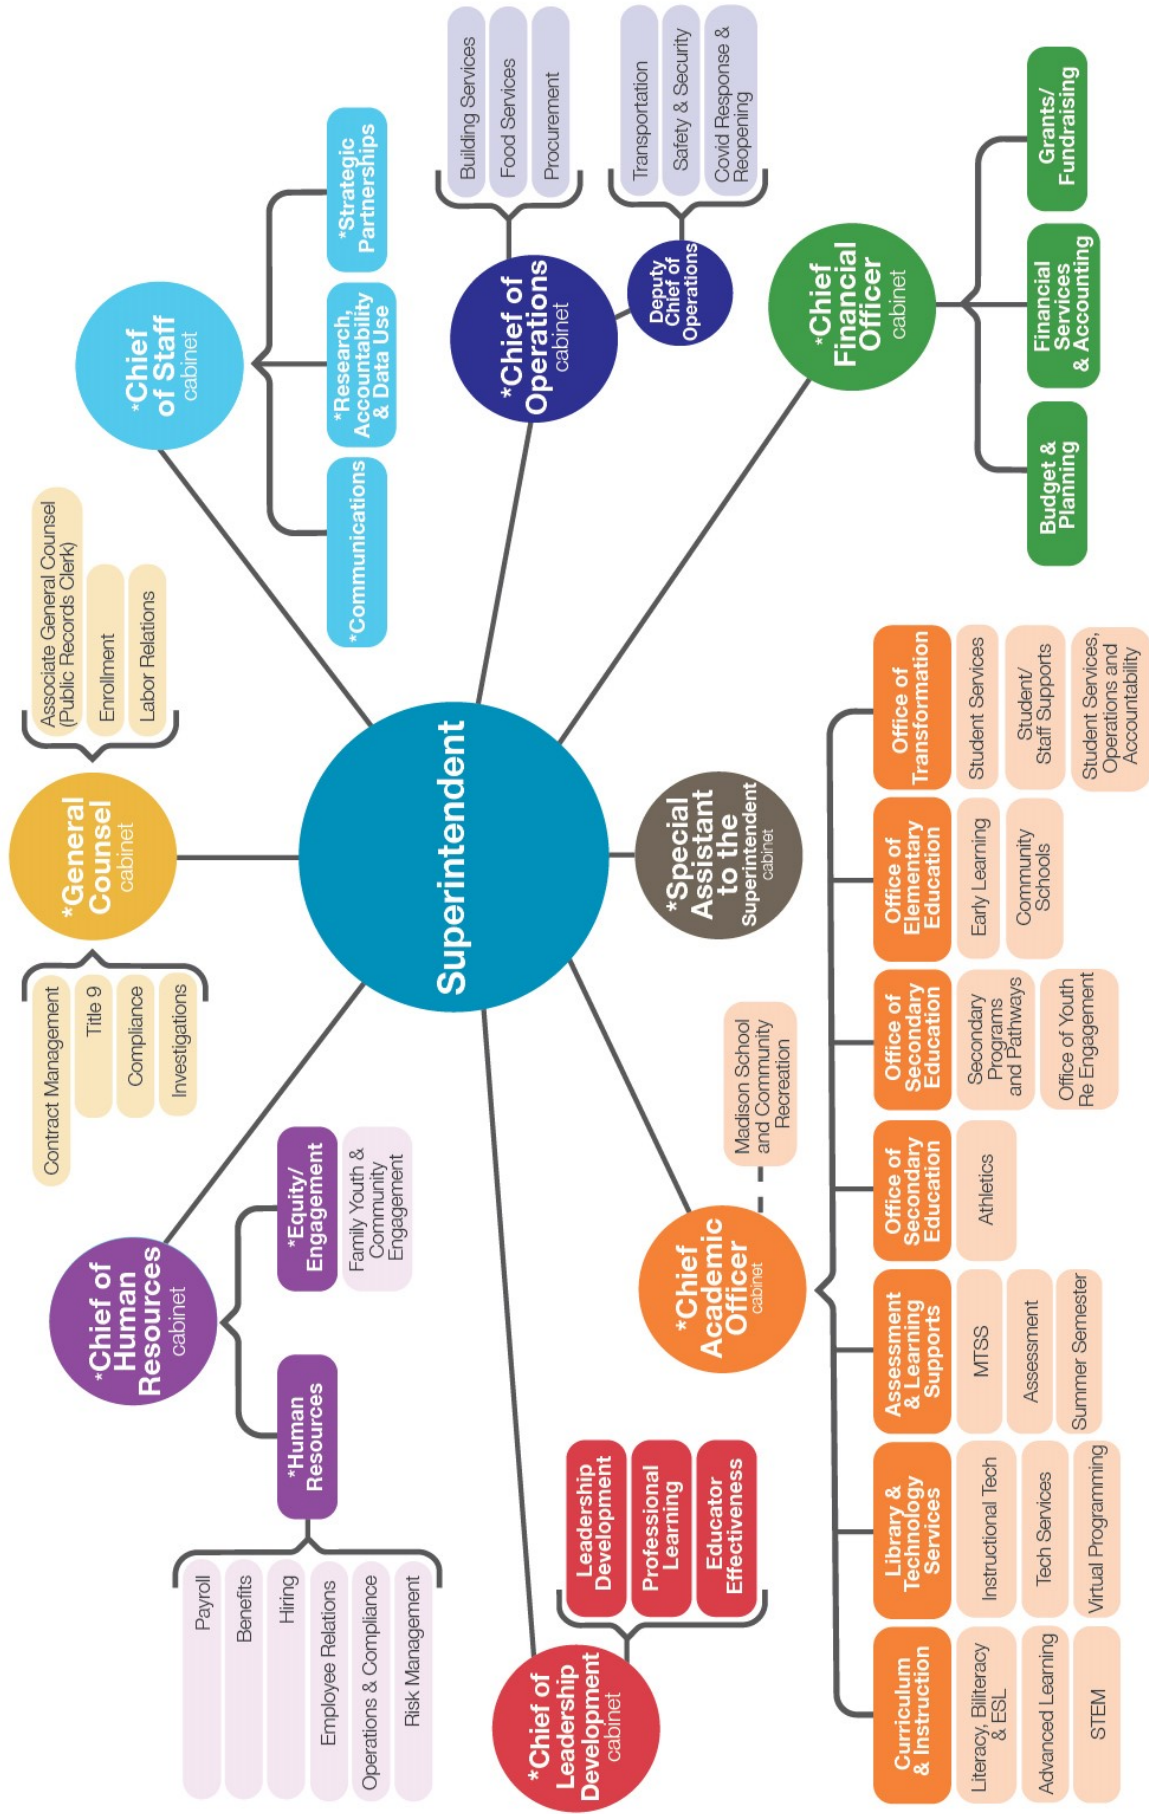 Superintendent
*Chief of
Human
Resources
cabinet
*Human
Resources
Payroll
Benefits
Hiring
Employee Relations
Operations & Compliance
Risk Management
*Equity/
Engagement
Family Youth &
Community
Engagement
*General
Counsel
cabinet
Contract Management
Title 9
Compliance
Investigations
Associate General Counsel
(Public Records Clerk)
Enrollment
Labor Relations
*Chief
of Staff
cabinet
*Communications
*Research,
Accountability
& Data Use
*Strategic
Partnerships
*Chief of
Operations
cabinet
Building Services
Food Services
Procurement
Deputy
Chief of
Operations
Transportation
Safety & Security
Covid Response &
Reopening
*Chief
Financial
Officer
cabinet
Budget &
Planning
Financial
Services
& Accounting
Grants/
Fundraising
*Special
Assistant
to the
Superintendent
cabinet
*Chief of
Leadership
Development
cabinet
Leadership
Development
Professional
Learning
Educator
Effectiveness
*Chief
Academic
Officer
cabinet
Madison School
and Community
Recreation
Curriculum
& Instruction
Literacy, Biliteracy
& ESL
Advanced Learning
STEM
Library &
Technology
Services
Instructional Tech
Tech Services
Virtual Programming
Assessment
& Learning
Supports
MTSS
Assessment
Summer Semester
Office of
Secondary
Education
Athletics
Office of
Secondary
Education
Secondary
Programs
and Pathways
Office of Youth
Re Engagement
Office of
Elementary
Education
Early Learning
Community
Schools
Office of
Transformation
Student Services
Student/
Staff Supports
Student Services,
Operations and
Accountability